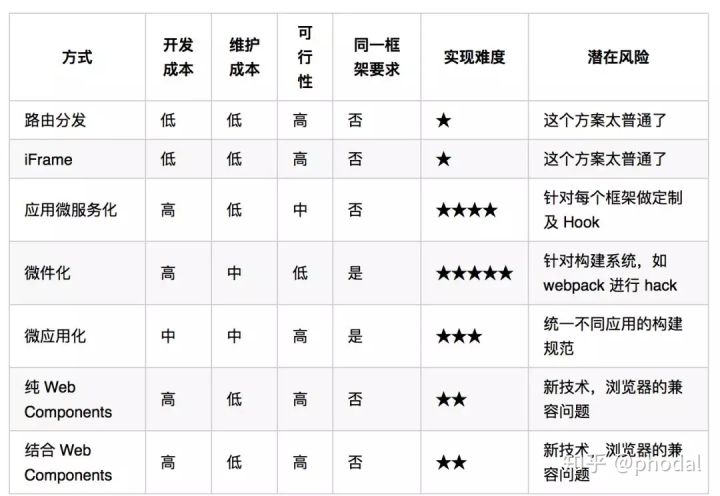 方式 开发成本 维护成本 可行性 同一框架要求 实现难度 潜在风险
路由分发 低 低 高 否 ★ 这个方案太普通了
iFrame 低 低 高 否 ★ 这个方案太普通了
应用微服务化 高 低 中 否 ★★★★ 针对每个框架做定制及 Hook
微件化 高 中 低 是 ★★★★★ 针对构建系统，如 webpack 进行 hack
微应用化 中 中 高 是 ★★★ 统一不同应用的构建规范
纯 Web Components 高 低 高 否 ★★ 新技术，浏览器的兼容问题
结合 Web Components 高 低 高 否 ★★ 新技术，浏览器的兼容问题
知乎 @phodal